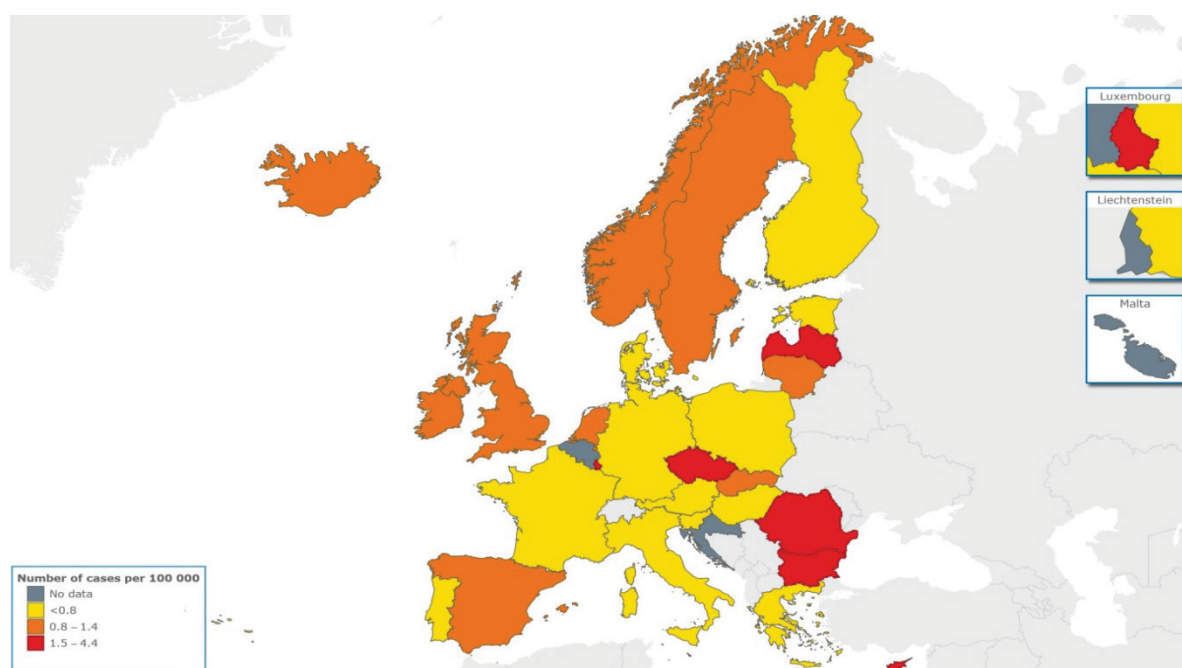 Luxembourg
Liechtenstein
Malta
Number of cases per 100 000
No data
<0.8
0.8 – 1.4
1.5 – 4.4